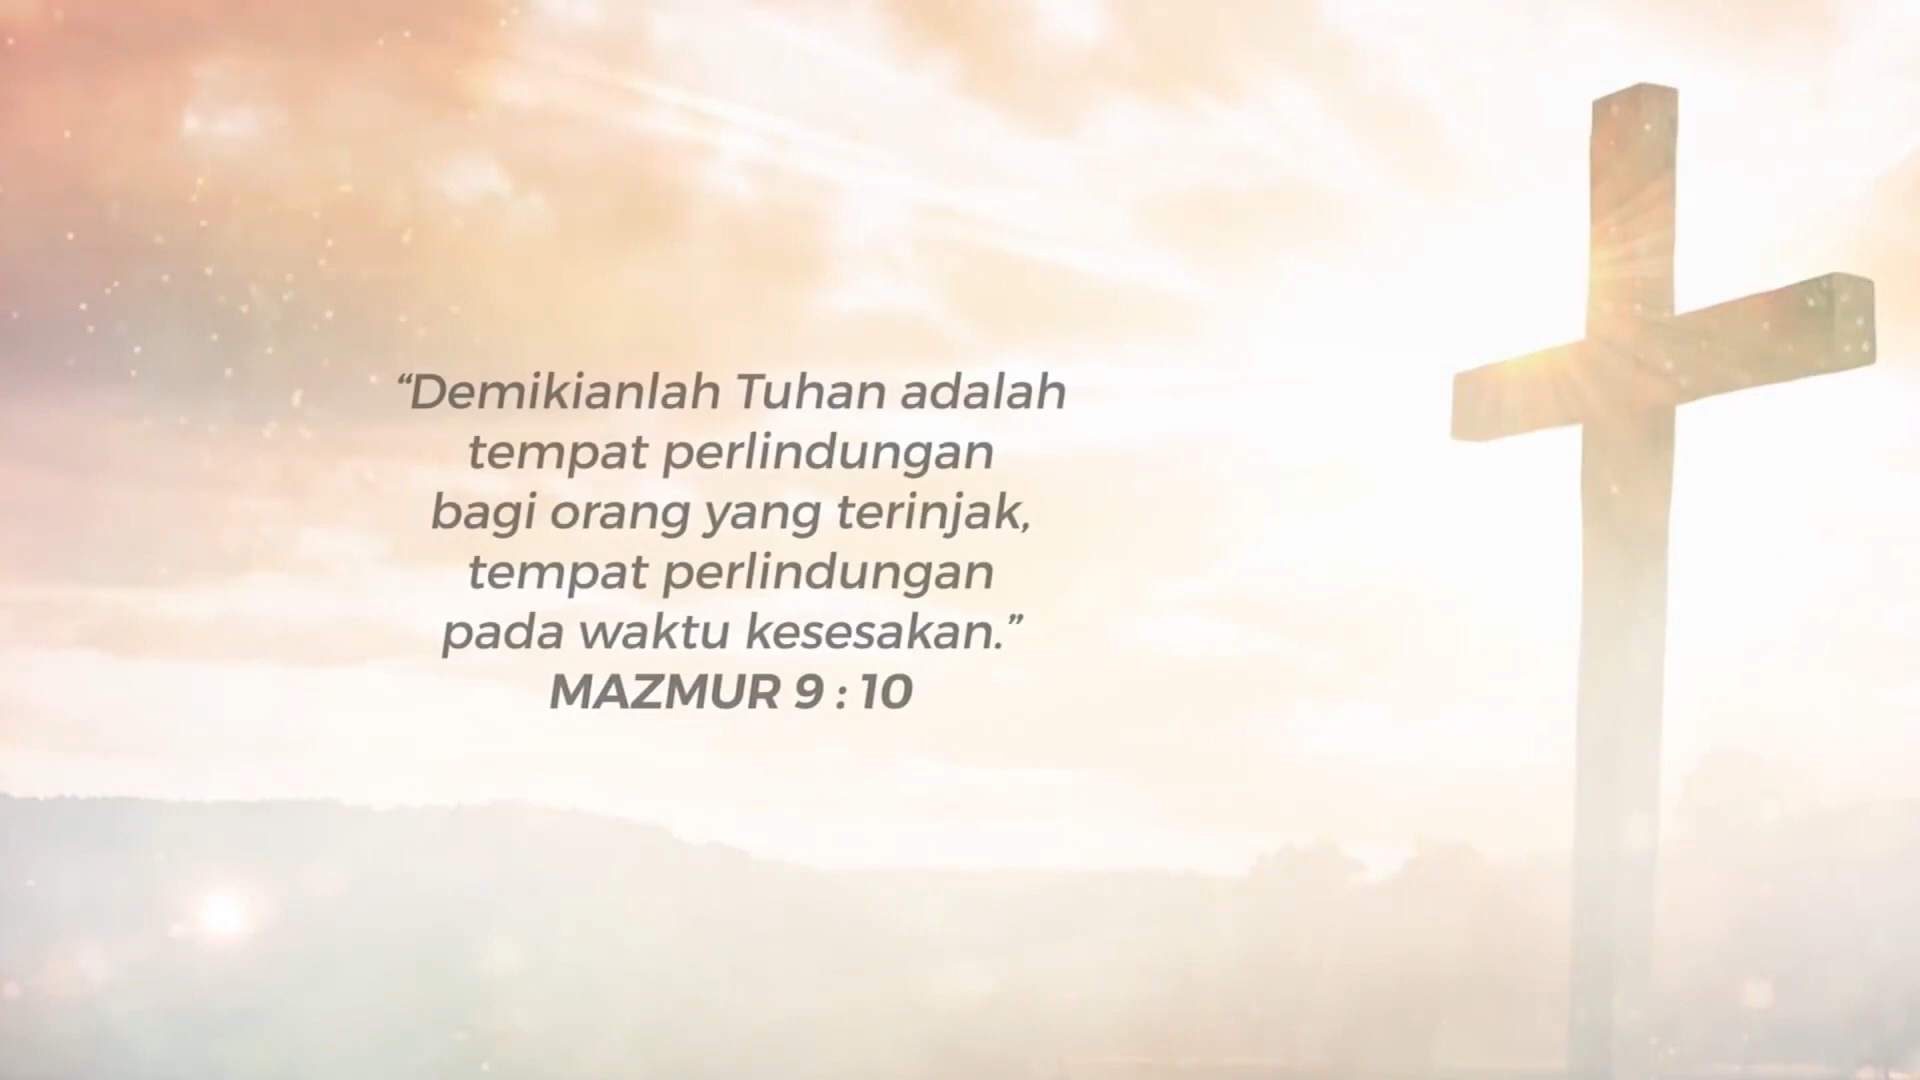 “Demikianlah Tuhan adalah
tempat perlindungan
bagi orang yang terinjak,
tempat perlindungan
pada waktu kesesakan.”
MAZMUR 9 : 10